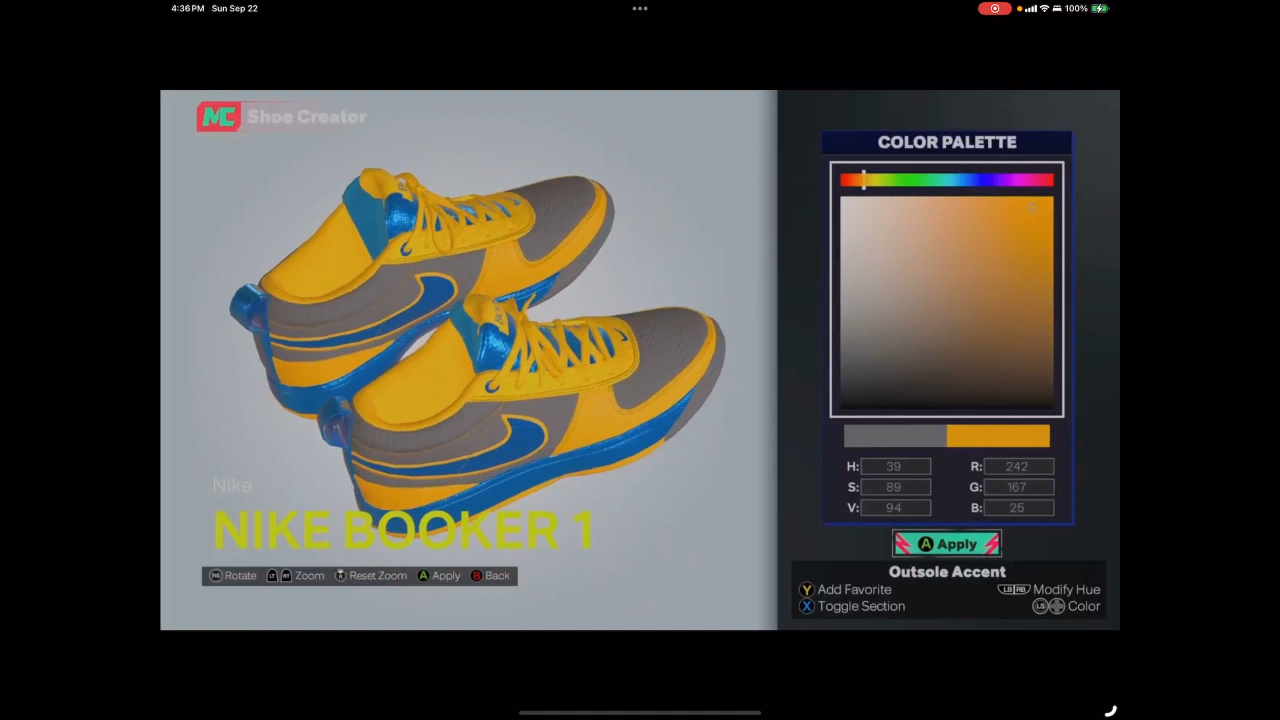 4:36 PM Sun Sep 22
100%
MC Shoe Creator
COLOR PALETTE
H: 39 R: 242
S: 89 G: 167
V: 94 B: 25
A Apply
Outsole Accent
Y Add Favorite LB RB Modify Hue
X Toggle Section LS Color
Nike
NIKE BOOKER 1
RS Rotate LT RT Zoom R Reset Zoom A Apply B Back